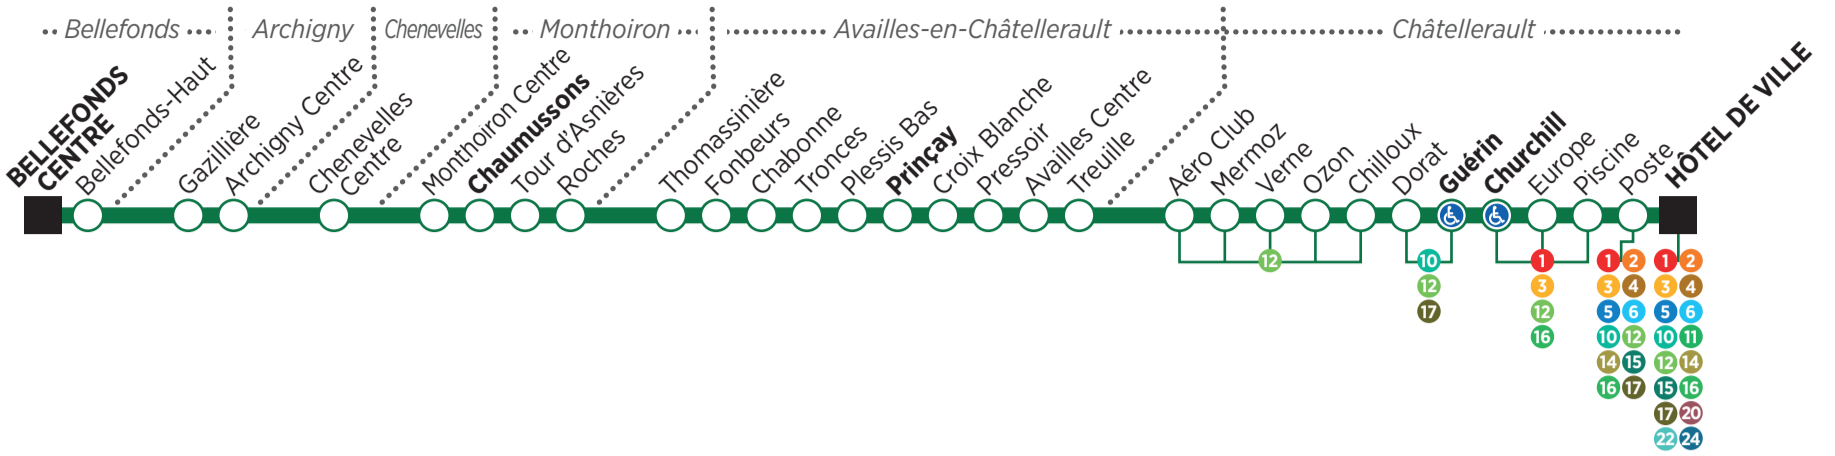 Bellefonds
Archigny
Chenevelles
Monthoiron
Availles-en-Châtellerault
Châtellerault
BELLEFONDS
CENTRE
Bellefonds-Haut
Gazillière
Archigny Centre
Chenevelles
Centre
Monthoiron Centre
Chaumussons
Tour d'Asnières
Roches
Thomassinière
Fonbeurs
Chabonne
Tronces
Plessis Bas
Prinçay
Croix Blanche
Pressoir
Availles Centre
Treuille
Aéro Club
Mermoz
Verne
Ozon
Chilloux
Dorat
Guérin
Churchill
Europe
Piscine
Poste
HÔTEL DE VILLE
12
10
12
17
1
3
12
16
1 2
3 4
5 6
10 12
14 15
16 17
1 2
3 4
5 6
10 11
12 14
15 16
17 20
22 24